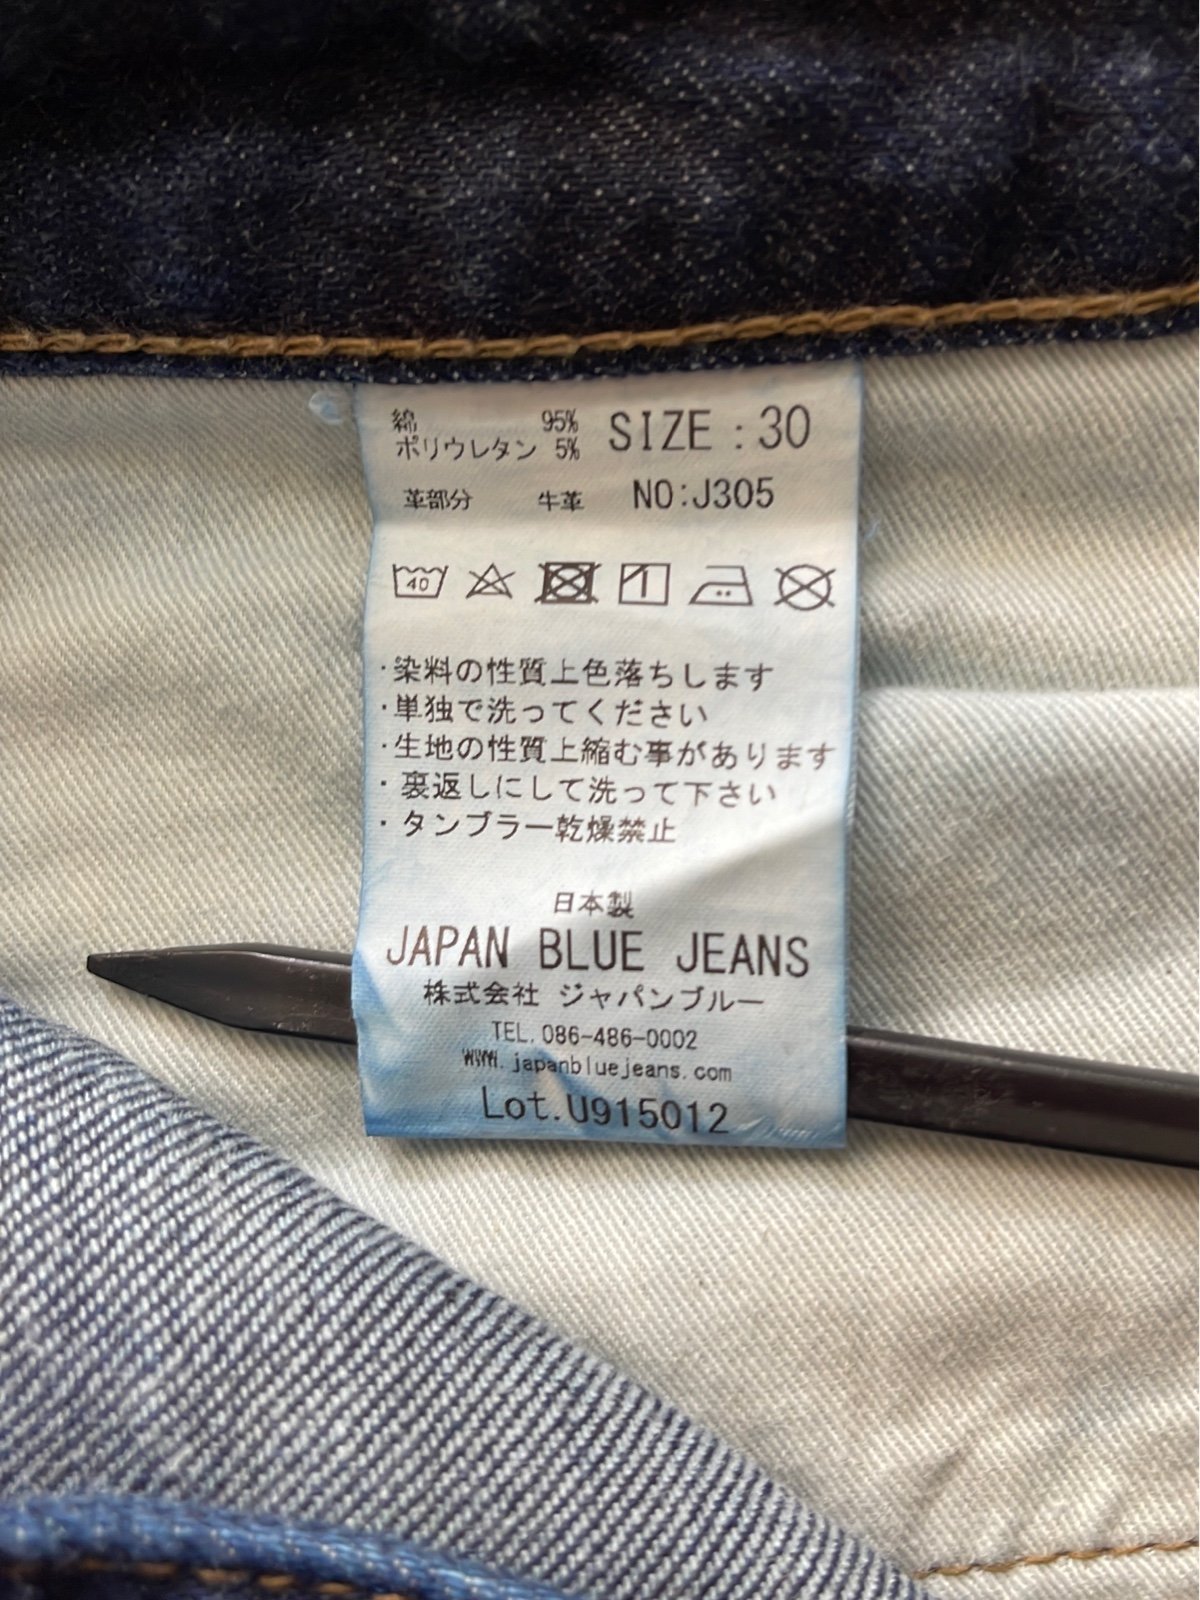 綿 95%
ポリウレタン 5%
SIZE : 30
革部分 牛革
NO:J305
40
・染料の性質上色落ちします
・単独で洗ってください
・生地の性質上縮む事があります
・裏返しにして洗って下さい
・タンブラー乾燥禁止
日本製
JAPAN BLUE JEANS
株式会社 ジャパンブルー
TEL. 086-486-0002
WWW. japanbluejeans. com
Lot.U915012